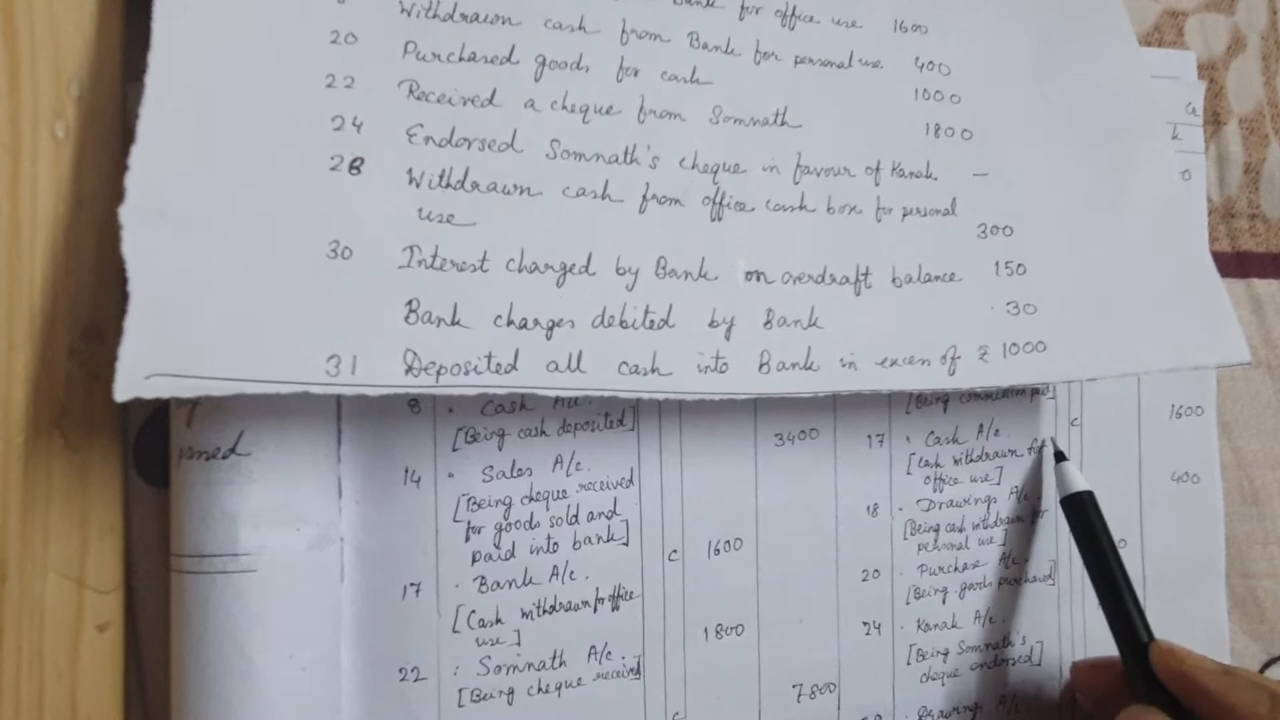 Bank for office use 1600
Withdrawn cash from Bank for personal use 400
20 Purchased goods for cash 1000
22 Received a cheque from Somnath 1800
24 Endorsed Somnath's cheque in favour of Kanak —
28 Withdrawn cash from office cash box for personal
use 300
30 Interest charged by Bank on overdraft balance 150
Bank charges debited by Bank 30
31 Deposited all cash into Bank in excess of ₹ 1000
8 " Cash A/c.
[Being cash deposited] 3400
14 " Sales A/c.
[Being cheque received
for goods sold and
paid into bank] C 1600
17 " Bank A/c.
[Cash withdrawn for office
use] 1800
22 " Somnath A/c.
[Being cheque received] 7800
C
[Being commission paid]
17 " Cash A/c. C 1600
[Cash withdrawn for
office use]
18 " Drawings A/c. 400
[Being cash withdrawn for
personal use]
20 " Purchase A/c.
[Being goods purchased]
24 " Kanak A/c.
[Being Somnath's
cheque endorsed]
Drawings A/c.